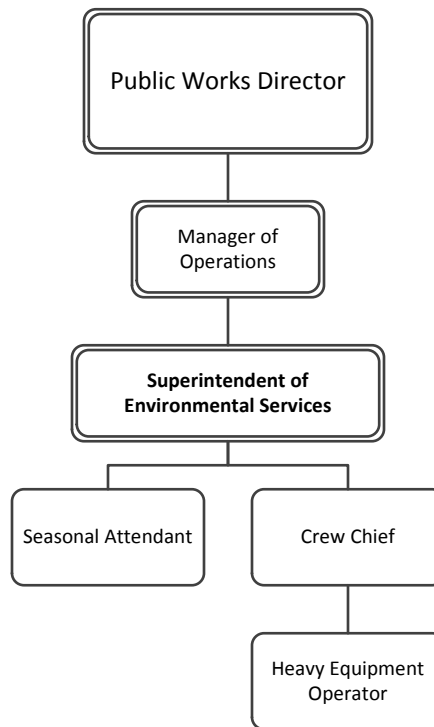 Public Works Director
Manager of
Operations
Superintendent of
Environmental Services
Seasonal Attendant
Crew Chief
Heavy Equipment
Operator